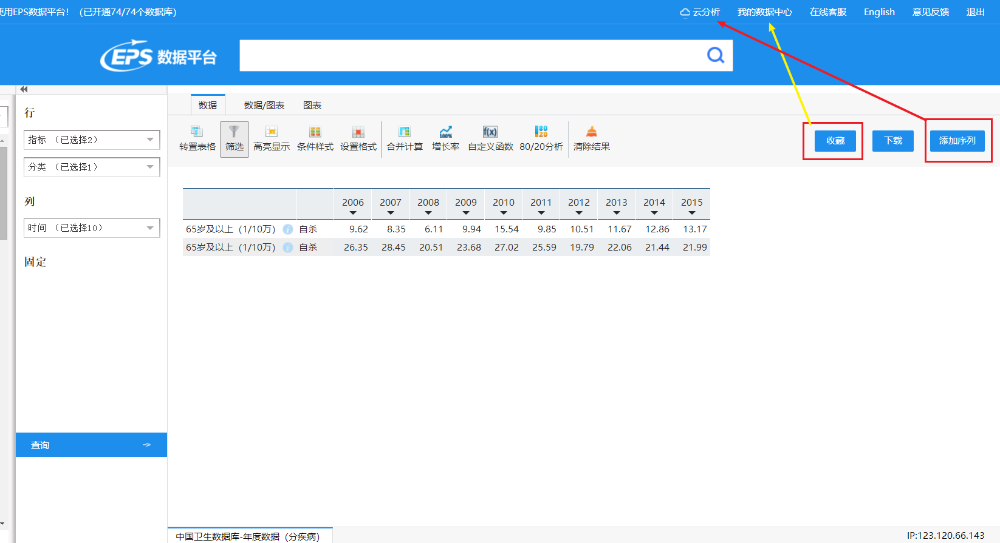 使用EPS数据平台！ (已开通74/74个数据库)
云分析 我的数据中心 在线客服 English 意见反馈 退出
EPS 数据平台
数据 数据/图表 图表
行
指标 （已选择2）
分类 （已选择1）
列
时间 （已选择10）
固定
查询
转置表格 筛选 高亮显示 条件样式 设置格式 合并计算 增长率 自定义函数 80/20分析 清除结果
收藏 下载 添加序列
2006 2007 2008 2009 2010 2011 2012 2013 2014 2015
65岁及以上（1/10万） 自杀 9.62 8.35 6.11 9.94 15.54 9.85 10.51 11.67 12.86 13.17
65岁及以上（1/10万） 自杀 26.35 28.45 20.51 23.68 27.02 25.59 19.79 22.06 21.44 21.99
中国卫生数据库-年度数据（分疾病）
IP:123.120.66.143